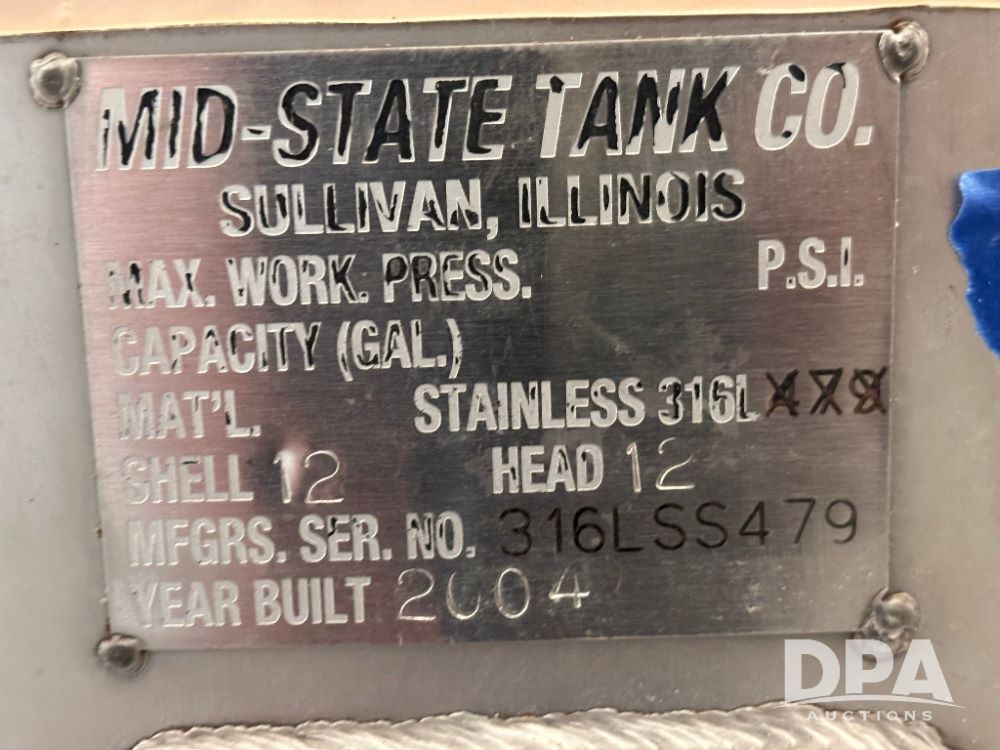 MID-STATE TANK CO.
SULLIVAN, ILLINOIS
MAX. WORK. PRESS. P.S.I.
CAPACITY (GAL.)
MAT'L. STAINLESS 316L
SHELL 12 HEAD 12
MFGRS. SER. NO. 316LSS479
YEAR BUILT 2004
DPA
AUCTIONS